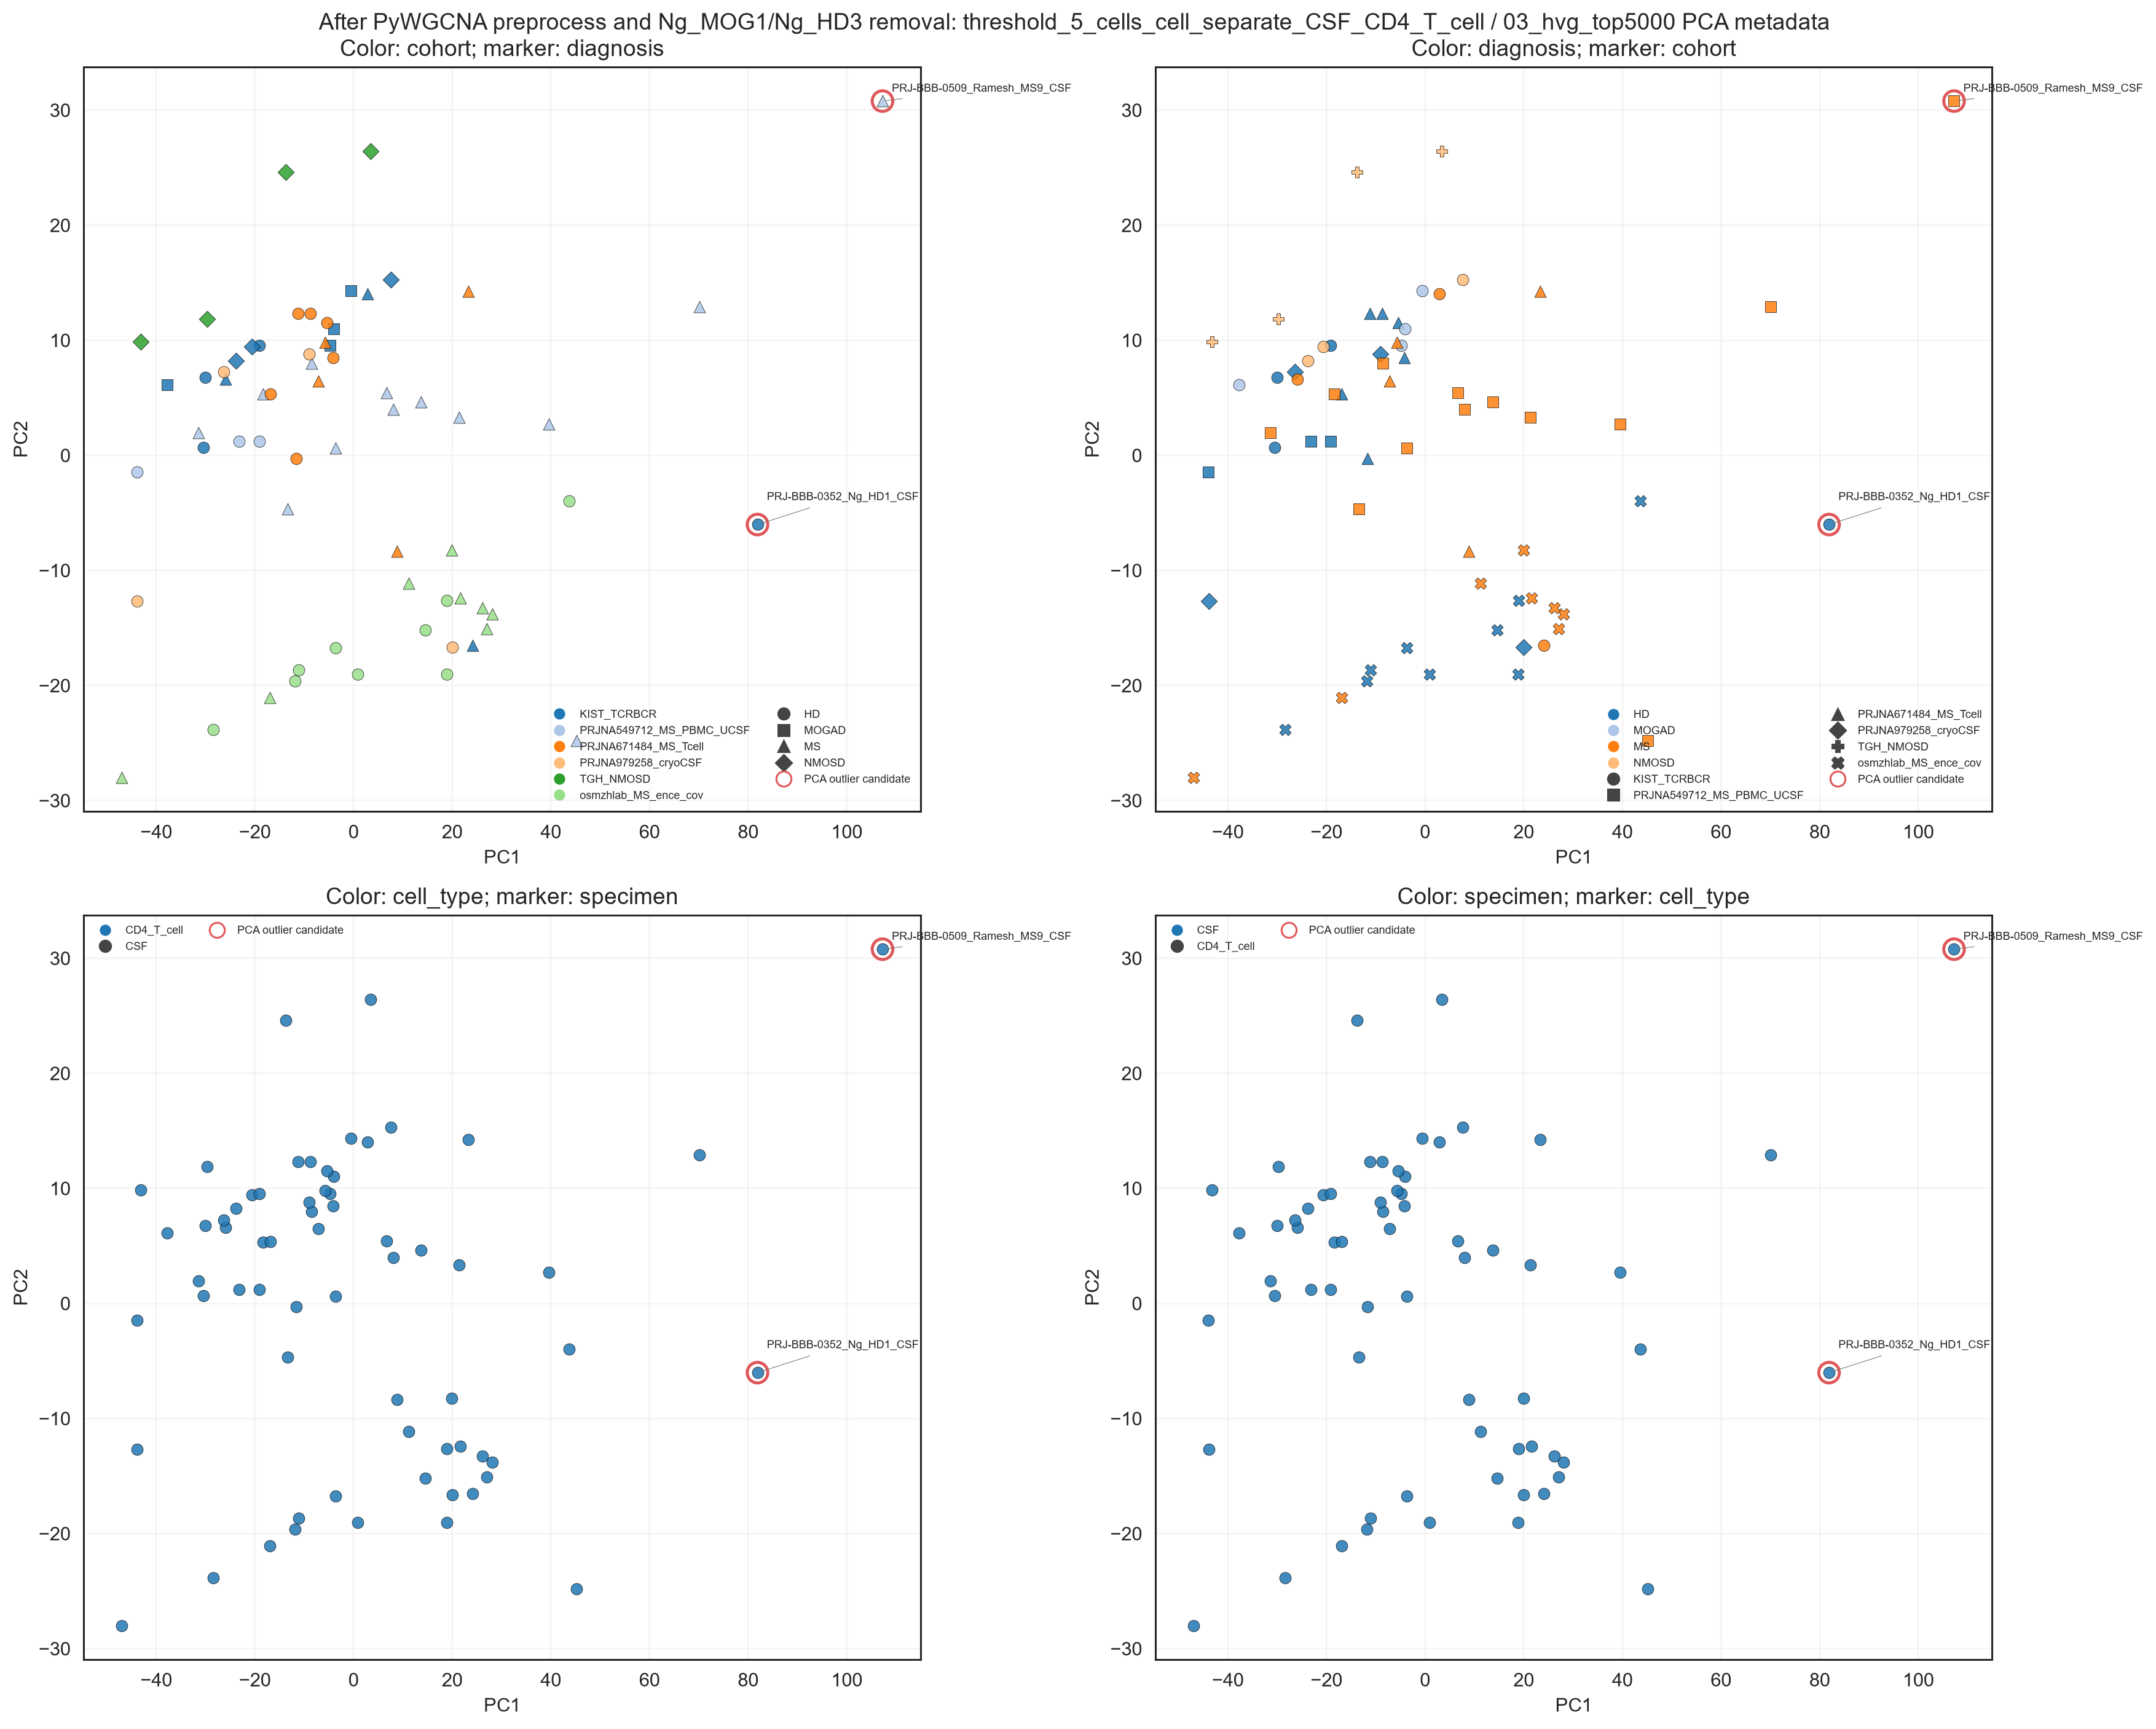 After PyWGCNA preprocess and Ng_MOG1/Ng_HD3 removal: threshold_5_cells_cell_separate_CSF_CD4_T_cell / 03_hvg_top5000 PCA metadata
Color: cohort; marker: diagnosis
PRJ-BBB-0509_Ramesh_MS9_CSF
PRJ-BBB-0352_Ng_HD1_CSF
30
20
10
0
−10
−20
−30
PC2
KIST_TCRBCR
PRJNA549712_MS_PBMC_UCSF
PRJNA671484_MS_Tcell
PRJNA979258_cryoCSF
TGH_NMOSD
osmzhlab_MS_ence_cov
HD
MOGAD
MS
NMOSD
PCA outlier candidate
−40 −20 0 20 40 60 80 100
PC1
Color: diagnosis; marker: cohort
PRJ-BBB-0509_Ramesh_MS9_CSF
PRJ-BBB-0352_Ng_HD1_CSF
30
20
10
0
−10
−20
−30
PC2
HD
MOGAD
MS
NMOSD
KIST_TCRBCR
PRJNA549712_MS_PBMC_UCSF
PRJNA671484_MS_Tcell
PRJNA979258_cryoCSF
TGH_NMOSD
osmzhlab_MS_ence_cov
PCA outlier candidate
−40 −20 0 20 40 60 80 100
PC1
Color: cell_type; marker: specimen
CD4_T_cell
CSF
PCA outlier candidate
PRJ-BBB-0509_Ramesh_MS9_CSF
PRJ-BBB-0352_Ng_HD1_CSF
30
20
10
0
−10
−20
−30
PC2
−40 −20 0 20 40 60 80 100
PC1
Color: specimen; marker: cell_type
CSF
CD4_T_cell
PCA outlier candidate
PRJ-BBB-0509_Ramesh_MS9_CSF
PRJ-BBB-0352_Ng_HD1_CSF
30
20
10
0
−10
−20
−30
PC2
−40 −20 0 20 40 60 80 100
PC1